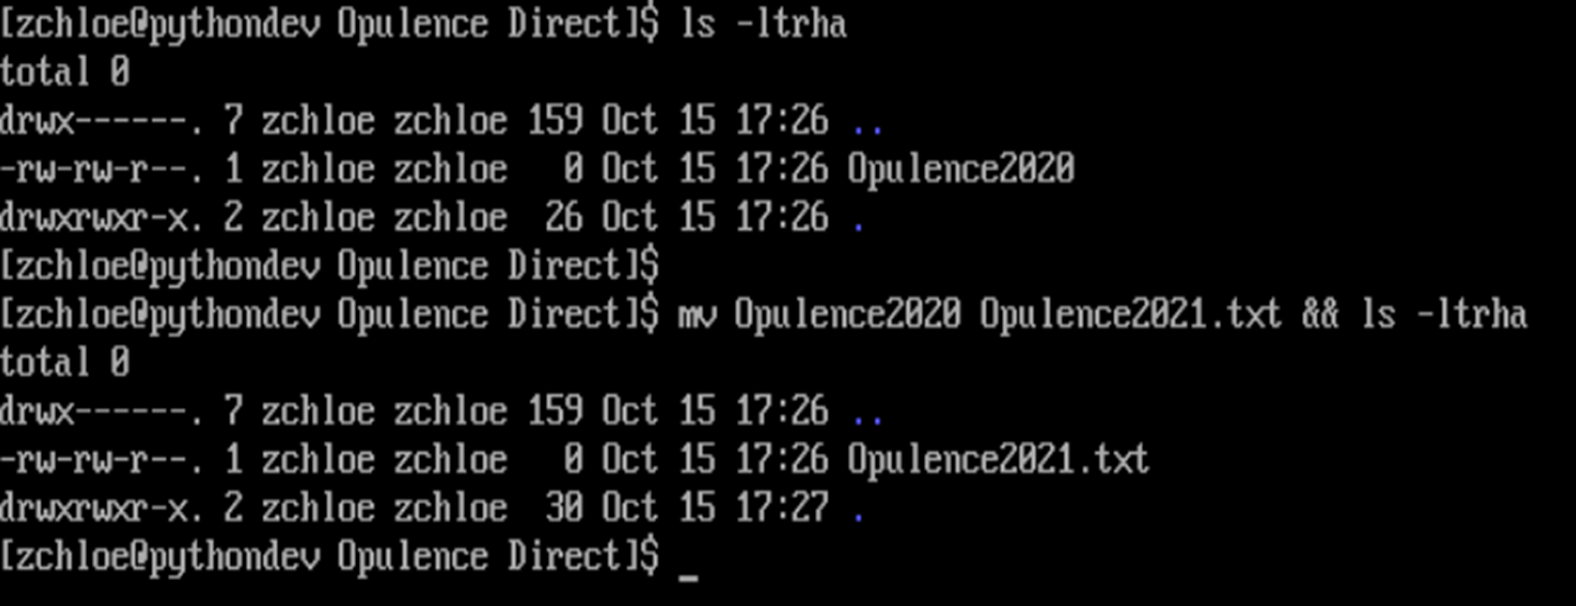 [zchloe@pythondev Opulence Direct]$ ls -ltrha
total 0
drwx------. 7 zchloe zchloe 159 Oct 15 17:26 ..
-rw-rw-r--. 1 zchloe zchloe   0 Oct 15 17:26 Opulence2020
drwxrwxr-x. 2 zchloe zchloe  26 Oct 15 17:26 .
[zchloe@pythondev Opulence Direct]$
[zchloe@pythondev Opulence Direct]$ mv Opulence2020 Opulence2021.txt && ls -ltrha
total 0
drwx------. 7 zchloe zchloe 159 Oct 15 17:26 ..
-rw-rw-r--. 1 zchloe zchloe   0 Oct 15 17:26 Opulence2021.txt
drwxrwxr-x. 2 zchloe zchloe  30 Oct 15 17:27 .
[zchloe@pythondev Opulence Direct]$ _